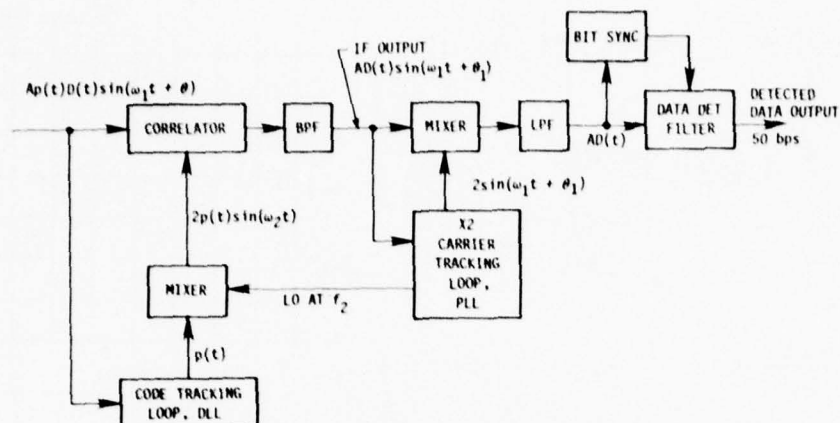 IF OUTPUT
AD(t)sin(ω₁t + θ₁)
BIT SYNC
Ap(t)D(t)sin(ω₁t + θ)
CORRELATOR
BPF
MIXER
LPF
AD(t)
DATA DET
FILTER
DETECTED
DATA OUTPUT
50 bps
2sin(ω₁t + θ₁)
2p(t)sin(ω₂t)
X2
CARRIER
TRACKING
LOOP,
PLL
MIXER
LO AT f₂
p(t)
CODE TRACKING
LOOP, DLL